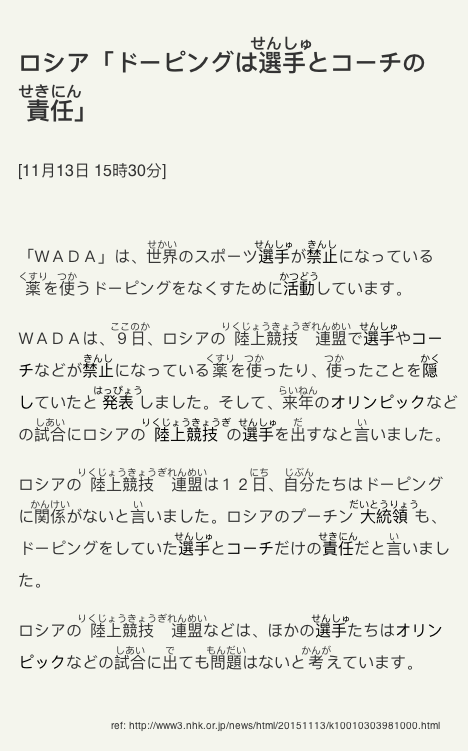 ロシア「ドーピングは選手とコーチの
責任」
[11月13日 15時30分]
「ＷＡＤＡ」は、世界のスポーツ選手が禁止になっている
薬を使うドーピングをなくすために活動しています。
ＷＡＤＡは、９日、ロシアの陸上競技 連盟で選手やコー
チなどが禁止になっている薬を使ったり、使ったことを隠
していたと発表しました。そして、来年のオリンピックなど
の試合にロシアの陸上競技の選手を出すなと言いました。
ロシアの陸上競技 連盟は１２日、自分たちはドーピング
に関係がないと言いました。ロシアのプーチン大統領も、
ドーピングをしていた選手とコーチだけの責任だと言いまし
た。
ロシアの陸上競技 連盟などは、ほかの選手たちはオリン
ピックなどの試合に出ても問題はないと考えています。
ref: http://www3.nhk.or.jp/news/html/20151113/k10010303981000.html